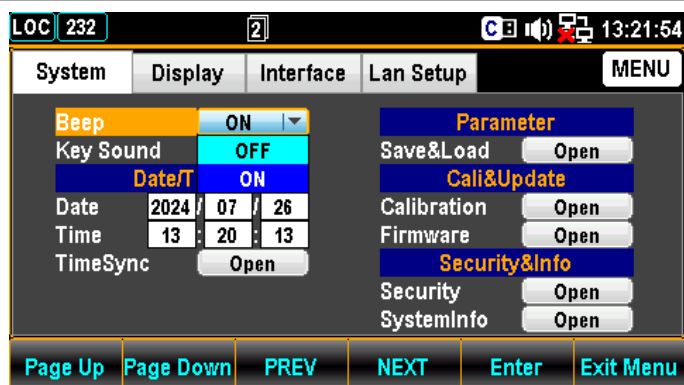 LOC 232 2 C 13:21:54
System Display Interface Lan Setup MENU
Beep ON
Key Sound OFF
Date/T ON
Date 2024 / 07 / 26
Time 13 : 20 : 13
TimeSync Open
Parameter
Save&Load Open
Cali&Update
Calibration Open
Firmware Open
Security&Info
Security Open
SystemInfo Open
Page Up Page Down PREV NEXT Enter Exit Menu